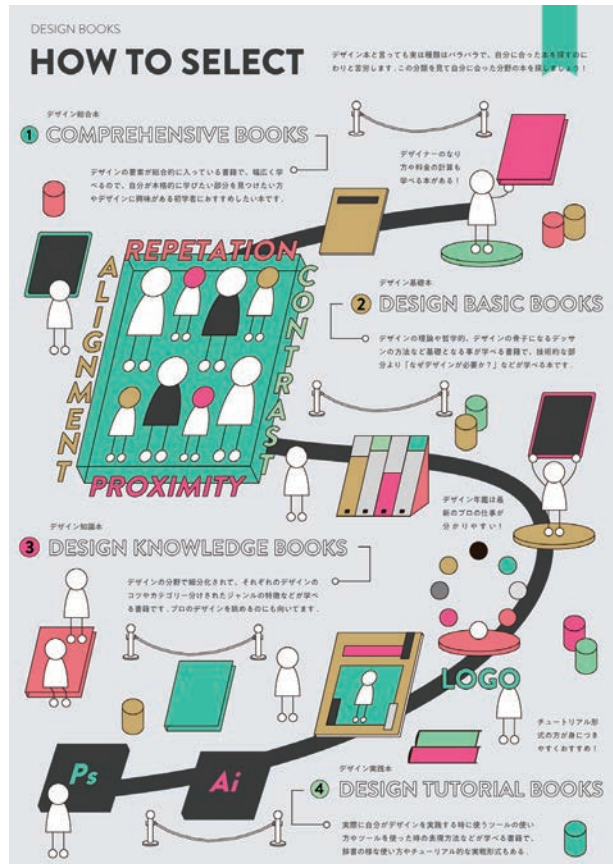 DESIGN BOOKS
HOW TO SELECT
デザイン本と言っても実は種類はバラバラで、自分に合った本を探すのに
わりと苦労します.この分類を見て自分に合った分野の本を探しましょう!
デザイン総合本
1 COMPREHENSIVE BOOKS
デザインの要素が総合的に入っている書籍で、幅広く学
べるので、自分が本格的に学びたい部分を見つけたい方
やデザインに興味がある初学者におすすめしたい本です.
デザイナーのなり
方や料金の計算も
学べる本がある!
REPETATION
ALIGNMENT
CONTRAST
PROXIMITY
デザイン基礎本
2 DESIGN BASIC BOOKS
デザインの理論や哲学的、デザインの骨子になるデッサ
ンの方法など基礎となる事が学べる書籍で、技術的な部
分より「なぜデザインが必要か?」などが学べる本です.
デザイン年鑑は最
新のプロの仕事が
分かりやすい!
デザイン知識本
3 DESIGN KNOWLEDGE BOOKS
デザインの分野で細分化されて、それぞれのデザインの
コツやカテゴリー分けされたジャンルの特徴などが学べ
る書籍です.プロのデザインを眺めるのにも向いてます.
LOGO
チュートリアル形
式の方が身につき
やすくおすすめ!
Ps
Ai
デザイン実践本
4 DESIGN TUTORIAL BOOKS
実際に自分がデザインを実践する時に使うツールの使い
方やツールを使った時の表現方法などが学べる書籍で、
辞書の様な使い方やチュートリアル的な実戦形式もある.